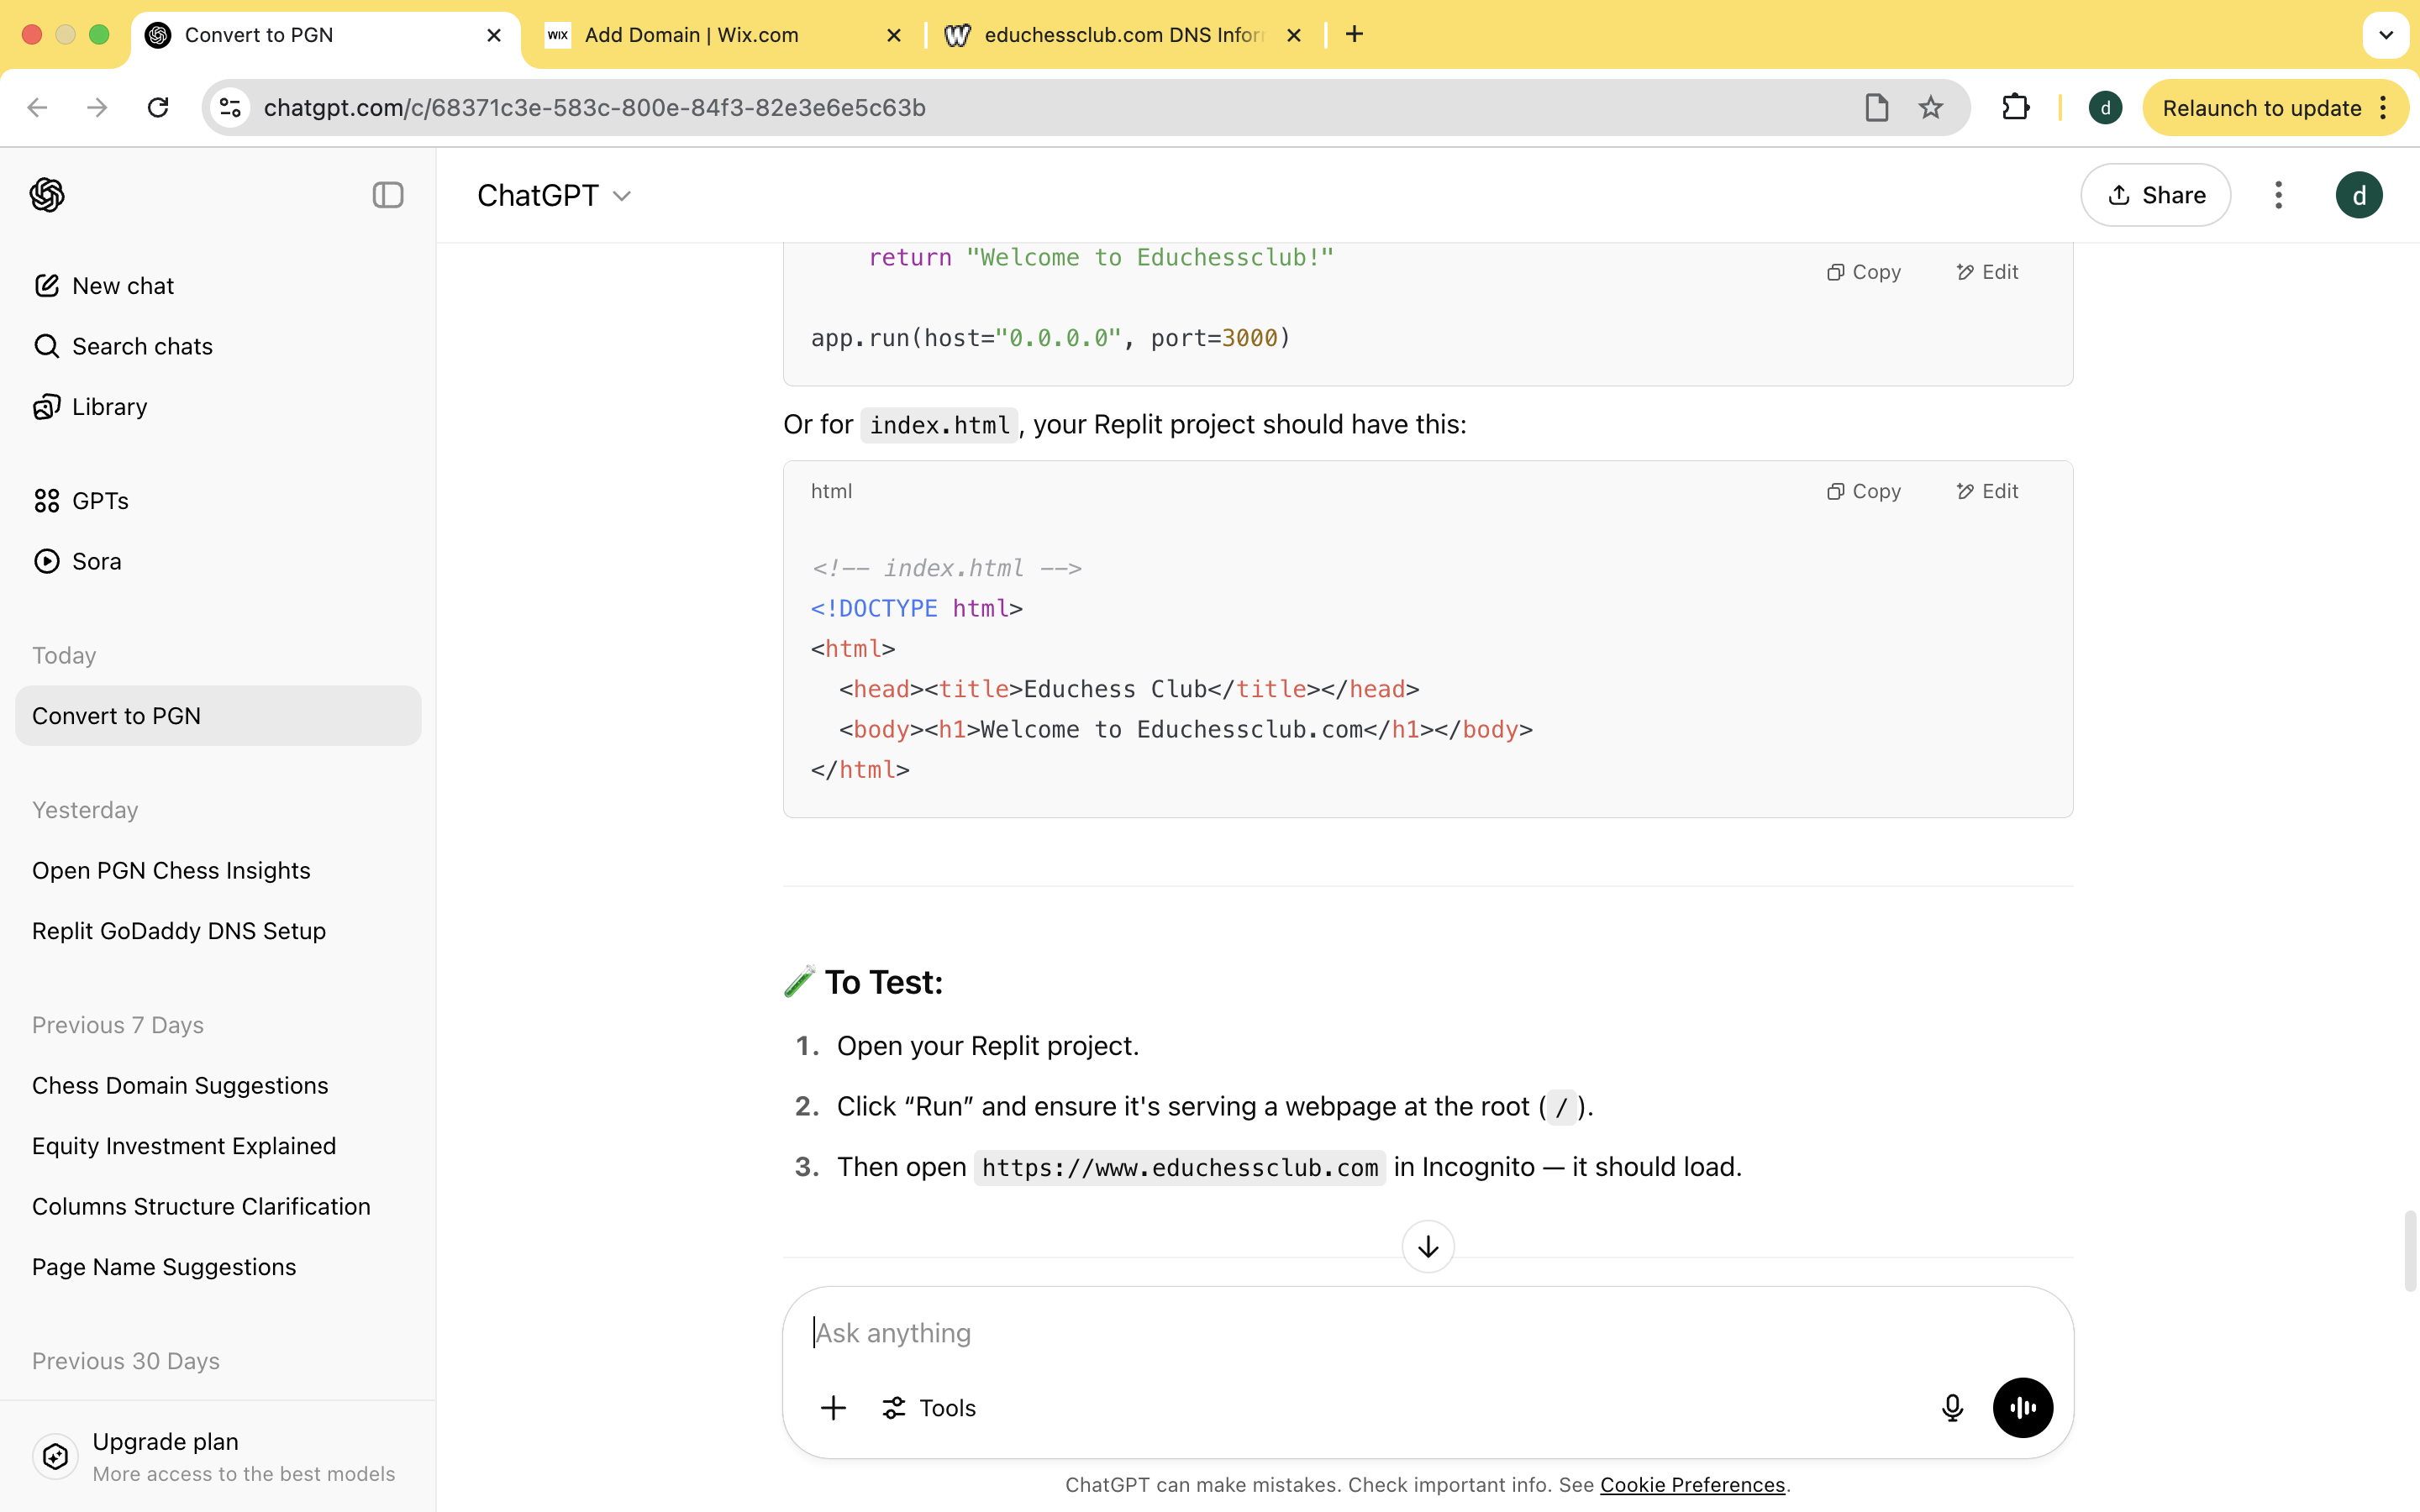 Convert to PGN
WIX
Add Domain | Wix.com
W
educhessclub.com DNS Infor
chatgpt.com/c/68371c3e-583c-800e-84f3-82e3e6e5c63b
d
Relaunch to update
ChatGPT
Share
d
New chat
Search chats
Library
GPTs
Sora
Today
Convert to PGN
Yesterday
Open PGN Chess Insights
Replit GoDaddy DNS Setup
Previous 7 Days
Chess Domain Suggestions
Equity Investment Explained
Columns Structure Clarification
Page Name Suggestions
Previous 30 Days
Upgrade plan
More access to the best models
return "Welcome to Educhessclub!"
Copy Edit
app.run(host="0.0.0.0", port=3000)
Or for index.html, your Replit project should have this:
html
Copy Edit
<!-- index.html -->
<!DOCTYPE html>
<html>
<head><title>Educhess Club</title></head>
<body><h1>Welcome to Educhessclub.com</h1></body>
</html>
To Test:
1. Open your Replit project.
2. Click “Run” and ensure it's serving a webpage at the root (/).
3. Then open https://www.educhessclub.com in Incognito — it should load.
Ask anything
Tools
ChatGPT can make mistakes. Check important info. See Cookie Preferences.